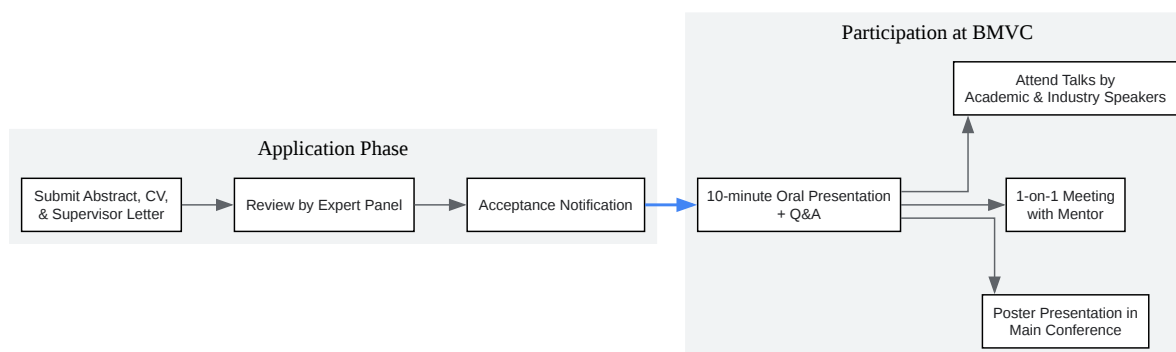 Application Phase
Submit Abstract, CV,
& Supervisor Letter
Review by Expert Panel
Acceptance Notification
Participation at BMVC
10-minute Oral Presentation
+ Q&A
Attend Talks by
Academic & Industry Speakers
1-on-1 Meeting
with Mentor
Poster Presentation in
Main Conference